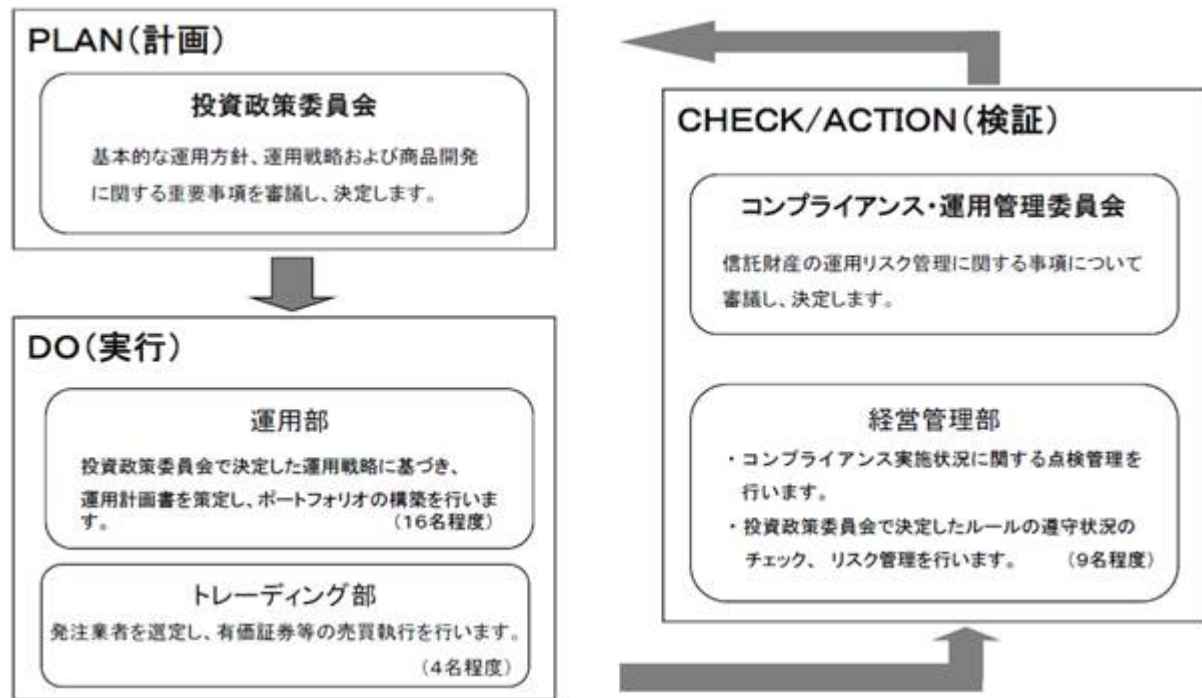 PLAN(計画)
投資政策委員会
基本的な運用方針、運用戦略および商品開発
に関する重要事項を審議し、決定します。
DO(実行)
運用部
投資政策委員会で決定した運用戦略に基づき、
運用計画書を策定し、ポートフォリオの構築を行いま
す。 (16名程度)
トレーディング部
発注業者を選定し、有価証券等の売買執行を行います。
(4名程度)
CHECK/ACTION(検証)
コンプライアンス・運用管理委員会
信託財産の運用リスク管理に関する事項について
審議し、決定します。
経営管理部
・コンプライアンス実施状況に関する点検管理を
行います。
・投資政策委員会で決定したルールの遵守状況の
チェック、 リスク管理を行います。 (9名程度)